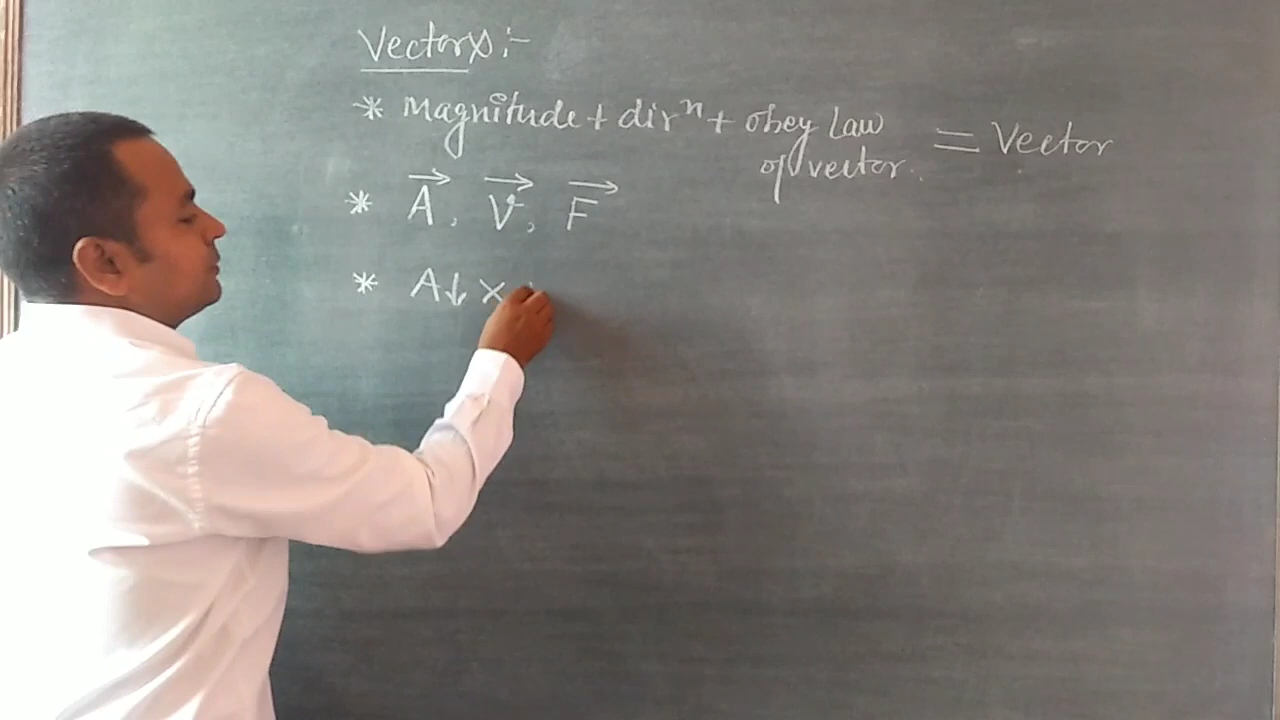 Vectors :-
* Magnitude + dirⁿ + obey Law
of vector. = Vector
* A⃗, V⃗, F⃗
* A↓ ×